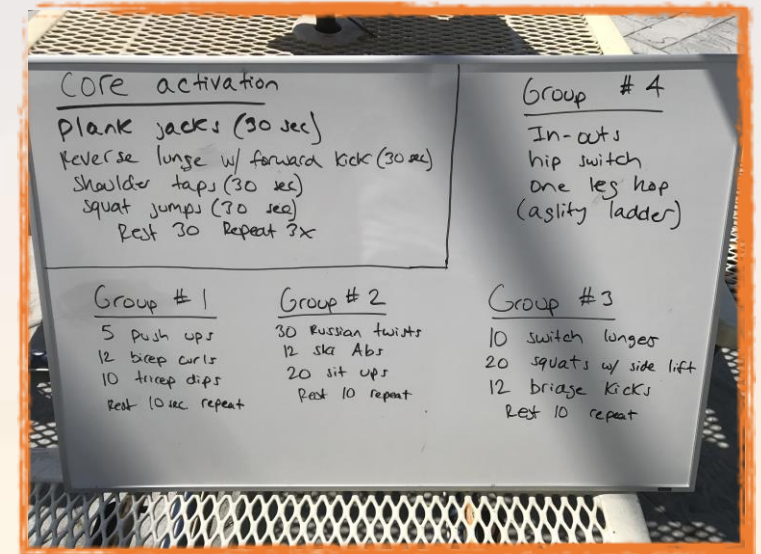 Core activation
Plank jacks (30 sec)
Reverse lunge w/ forward kick (30 sec)
Shoulder taps (30 sec)
squat jumps (30 sec)
Rest 30 Repeat 3x
Group # 4
In-outs
hip switch
one leg hop
(aglity ladder)
Group # 1
5 push ups
12 bicep curls
10 tricep dips
Rest 10 sec repeat
Group # 2
30 Russian twists
12 ski Abs
20 sit ups
Rest 10 repeat
Group #3
10 switch lunges
20 squats w/ side lift
12 bridge kicks
Rest 10 repeat